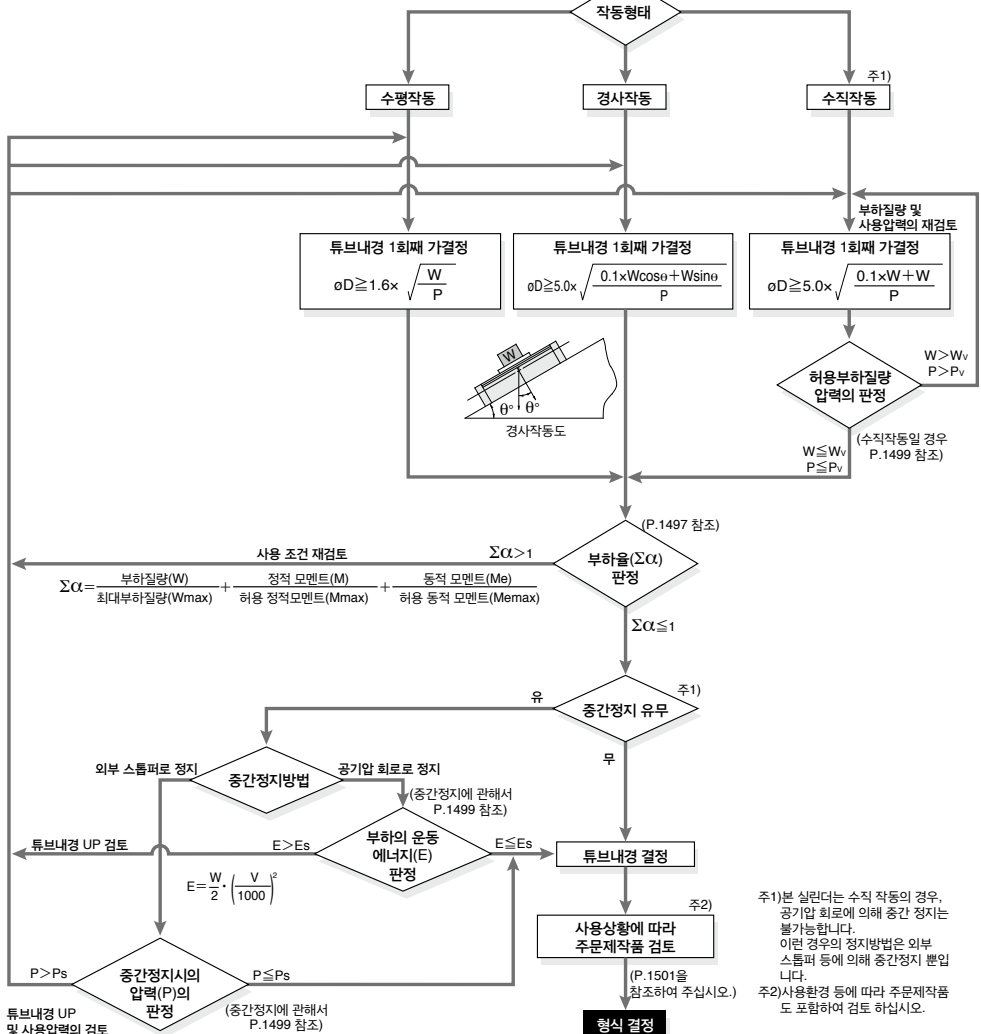 작동형태
주1)
수평작동
경사작동
수직작동
부하질량 및
사용압력의 재검토
튜브내경 1회째 가결정
øD≧1.6× √(W/P)
튜브내경 1회째 가결정
øD≧5.0× √((0.1×Wcosθ+Wsinθ)/P)
튜브내경 1회째 가결정
øD≧5.0× √((0.1×W+W)/P)
W
θ°
θ°
경사작동도
허용부하질량
압력의 판정
W>Wv
P>Pv
(수직작동일 경우
P.1499 참조)
W≦Wv
P≦Pv
(P.1497 참조)
부하율(Σα)
판정
사용 조건 재검토
Σα>1
Σα=부하질량(W)/최대부하질량(Wmax)+정적 모멘트(M)/허용 정적모멘트(Mmax)+동적 모멘트(Me)/허용 동적 모멘트(Memax)
Σα≦1
주1)
중간정지 유무
유
무
외부 스톱퍼로 정지
중간정지방법
공기압 회로로 정지
(중간정지에 관해서
P.1499 참조)
튜브내경 UP 검토
E>Es
부하의 운동
에너지(E)
판정
E≦Es
E=W/2·(V/1000)²
튜브내경 결정
주2)
사용상황에 따라
주문제작품 검토
(P.1501을
참조하여 주십시오.)
형식 결정
P>Ps
중간정지시의
압력(P)의
판정
P≦Ps
(중간정지에 관해서
P.1499 참조)
튜브내경 UP
및 사용압력의 검토
주1)본 실린더는 수직 작동의 경우,
공기압 회로에 의해 중간 정지는
불가능합니다.
이런 경우의 정지방법은 외부
스톱퍼 등에 의해 중간정지 뿐입
니다.
주2)사용환경 등에 따라 주문제작품
도 포함하여 검토 하십시오.